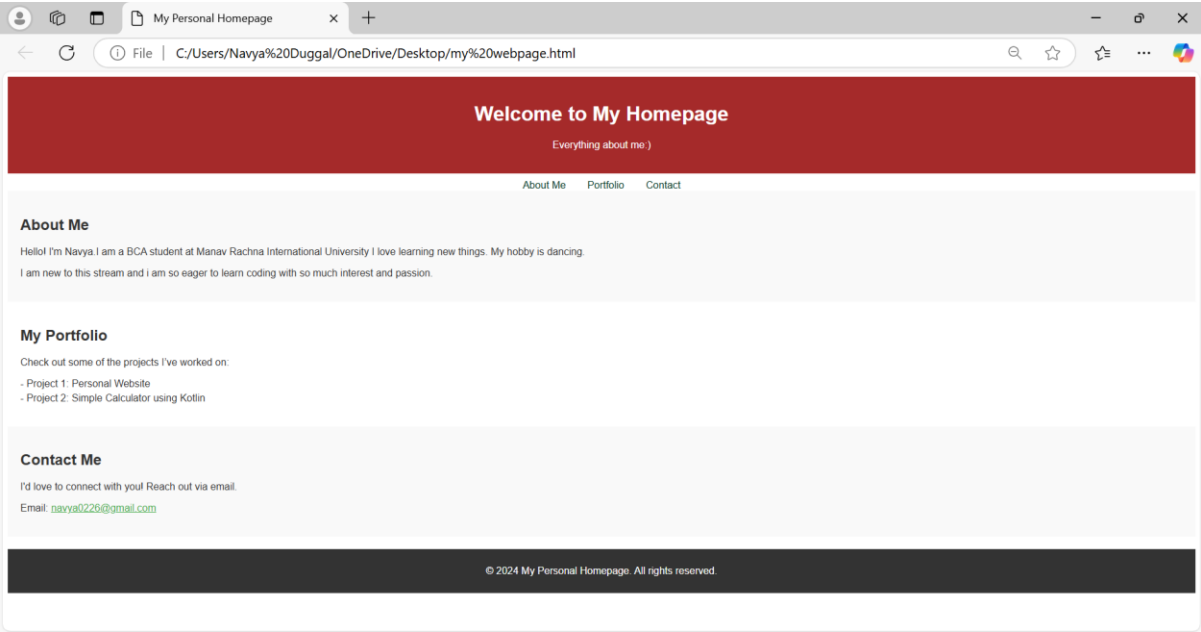 My Personal Homepage
File | C:/Users/Navya%20Duggal/OneDrive/Desktop/my%20webpage.html
Welcome to My Homepage
Everything about me:)
About Me Portfolio Contact
About Me
Hello! I'm Navya.I am a BCA student at Manav Rachna International University I love learning new things. My hobby is dancing.
I am new to this stream and i am so eager to learn coding with so much interest and passion.
My Portfolio
Check out some of the projects I've worked on:
- Project 1: Personal Website
- Project 2: Simple Calculator using Kotlin
Contact Me
I'd love to connect with you! Reach out via email.
Email: navya0226@gmail.com
© 2024 My Personal Homepage. All rights reserved.